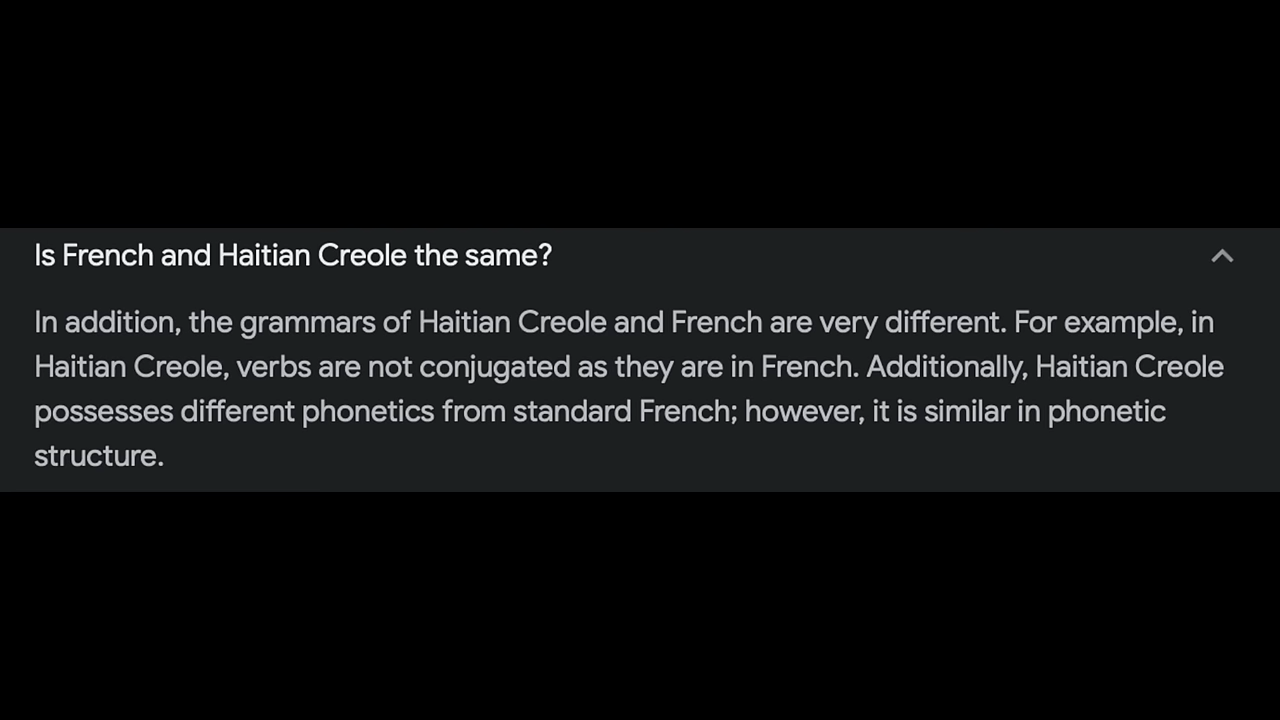 Is French and Haitian Creole the same?
In addition, the grammars of Haitian Creole and French are very different. For example, in
Haitian Creole, verbs are not conjugated as they are in French. Additionally, Haitian Creole
possesses different phonetics from standard French; however, it is similar in phonetic
structure.